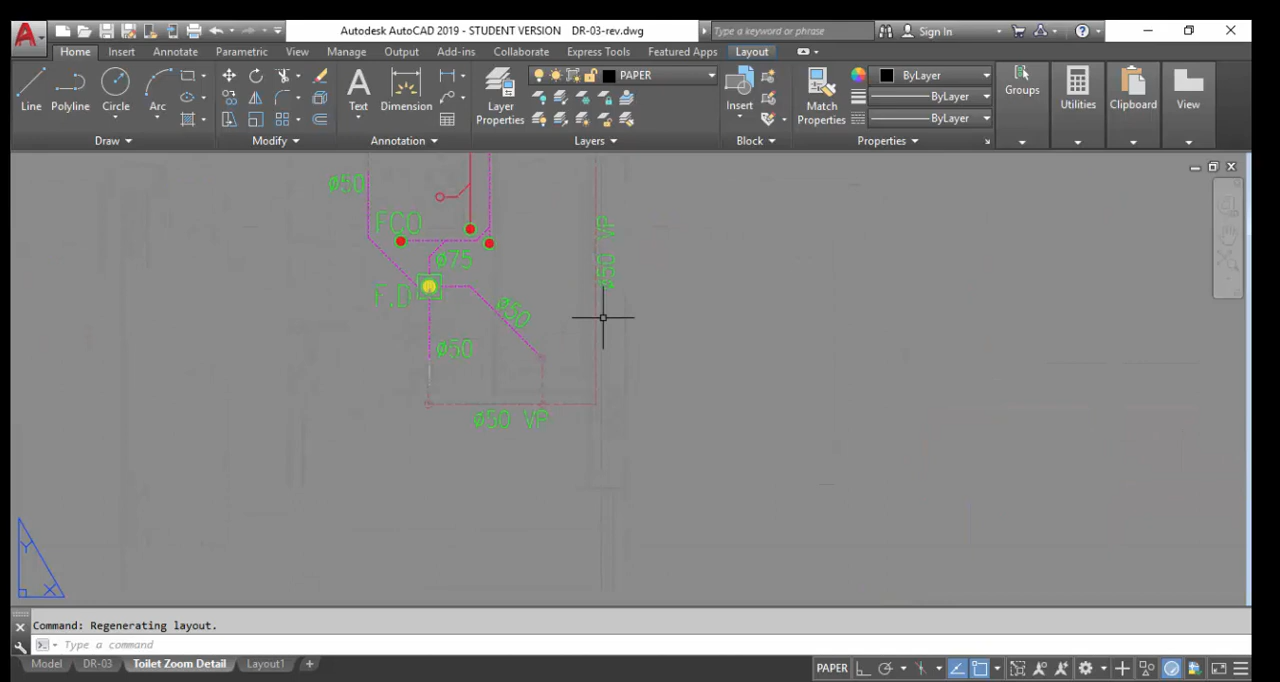 Autodesk AutoCAD 2019 - STUDENT VERSION DR-03-rev.dwg
Type a keyword or phrase
Sign In
Home Insert Annotate Parametric View Manage Output Add-ins Collaborate Express Tools Featured Apps Layout
Line Polyline Circle Arc
Text Dimension
Layer Properties
PAPER
Insert
Match Properties
ByLayer
ByLayer
ByLayer
Groups Utilities Clipboard View
Draw Modify Annotation Layers Block Properties
ø50
FCO
ø75
F.D
ø50
ø50
ø50 VP
ø50 VP
Y
X
Command: Regenerating layout.
Type a command
Model DR-03 Toilet Zoom Detail Layout1 +
PAPER